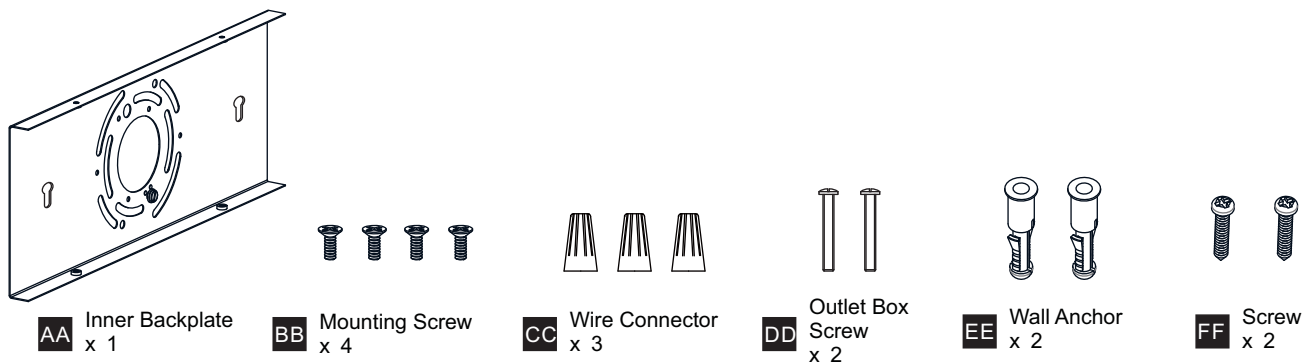 AA
Inner Backplate
x 1
BB
Mounting Screw
x 4
CC
Wire Connector
x 3
DD
Outlet Box
Screw
x 2
EE
Wall Anchor
x 2
FF
Screw
x 2